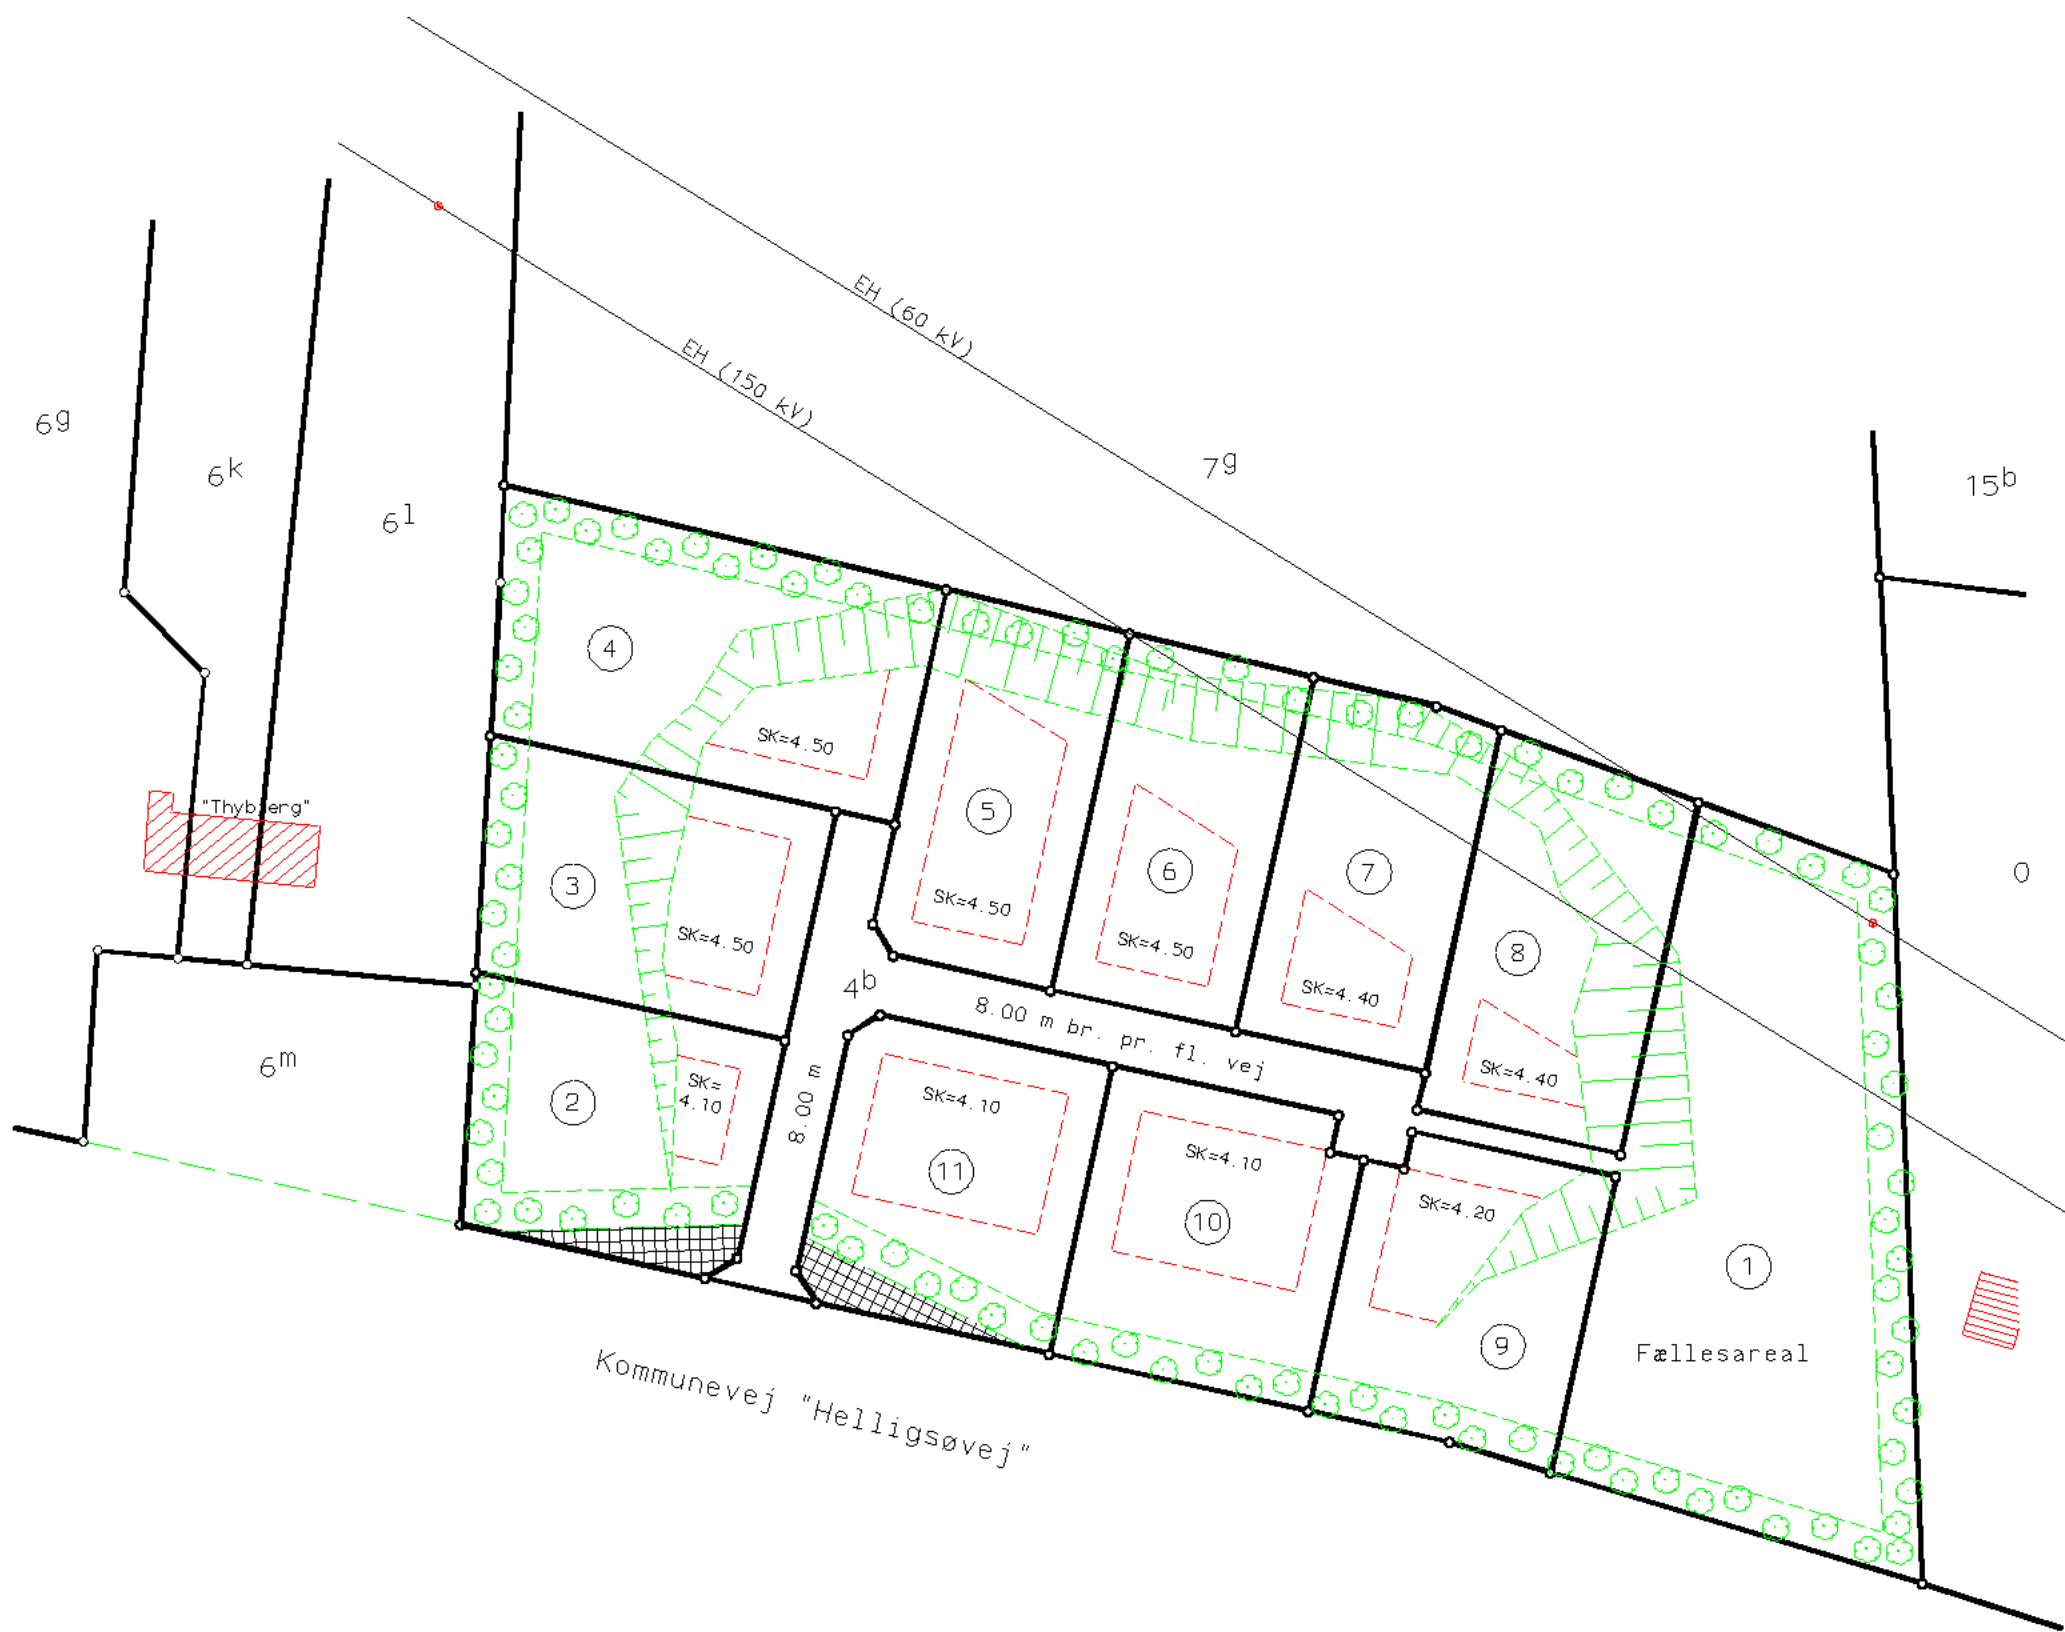 EH (60 kV)
EH (150 kV)
6g
6k
6l
7g
15b
4
SK=4.50
"Thybjerg"
5
SK=4.50
6
SK=4.50
7
SK=4.40
8
SK=4.40
0
3
SK=4.50
4b
8.00 m br. pr. fl. vej
6m
2
SK=
4.10
8.00 m
SK=4.10
11
SK=4.10
10
SK=4.20
9
1
Fællesareal
Kommunevej "Helligsøvej"